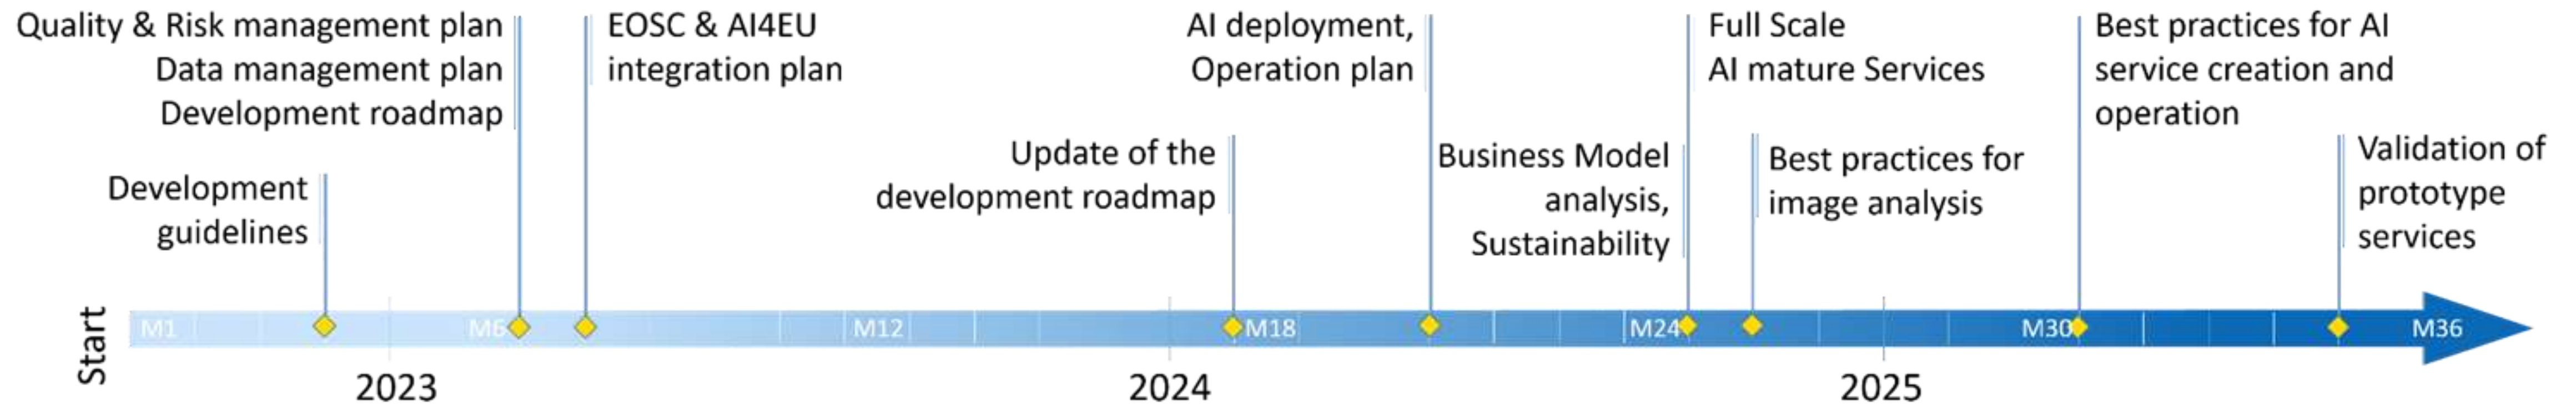 Quality & Risk management plan
Data management plan
Development roadmap
EOSC & AI4EU
integration plan
AI deployment,
Operation plan
Full Scale
AI mature Services
Best practices for AI
service creation and
operation
Development
guidelines
Update of the
development roadmap
Business Model
analysis,
Sustainability
Best practices for
image analysis
Validation of
prototype
services
Start
M1
M6
M12
M18
M24
M30
M36
2023
2024
2025